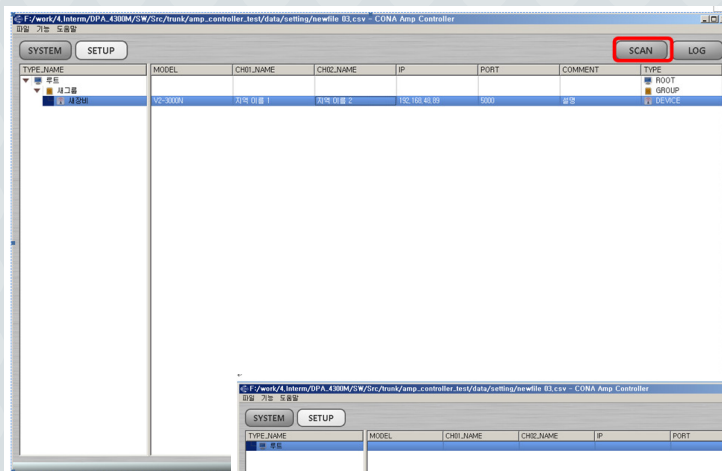 F:/work/4.Interm/DPA_4300M/SW/Src/trunk/amp_controller_test/data/setting/newfile 03.csv - CONA Amp Controller
파일 기능 도움말
SYSTEM SETUP SCAN LOG
TYPE_NAME MODEL CH01_NAME CH02_NAME IP PORT COMMENT TYPE
루트 ROOT
새그룹 GROUP
새장비 V2-3000N 지역 이름 1 지역 이름 2 192.168.48.89 5000 설명 DEVICE
F:/work/4.Interm/DPA_4300M/SW/Src/trunk/amp_controller_test/data/setting/newfile 03.csv - CONA Amp Controller
파일 기능 도움말
SYSTEM SETUP
TYPE_NAME MODEL CH01_NAME CH02_NAME IP PORT
루트